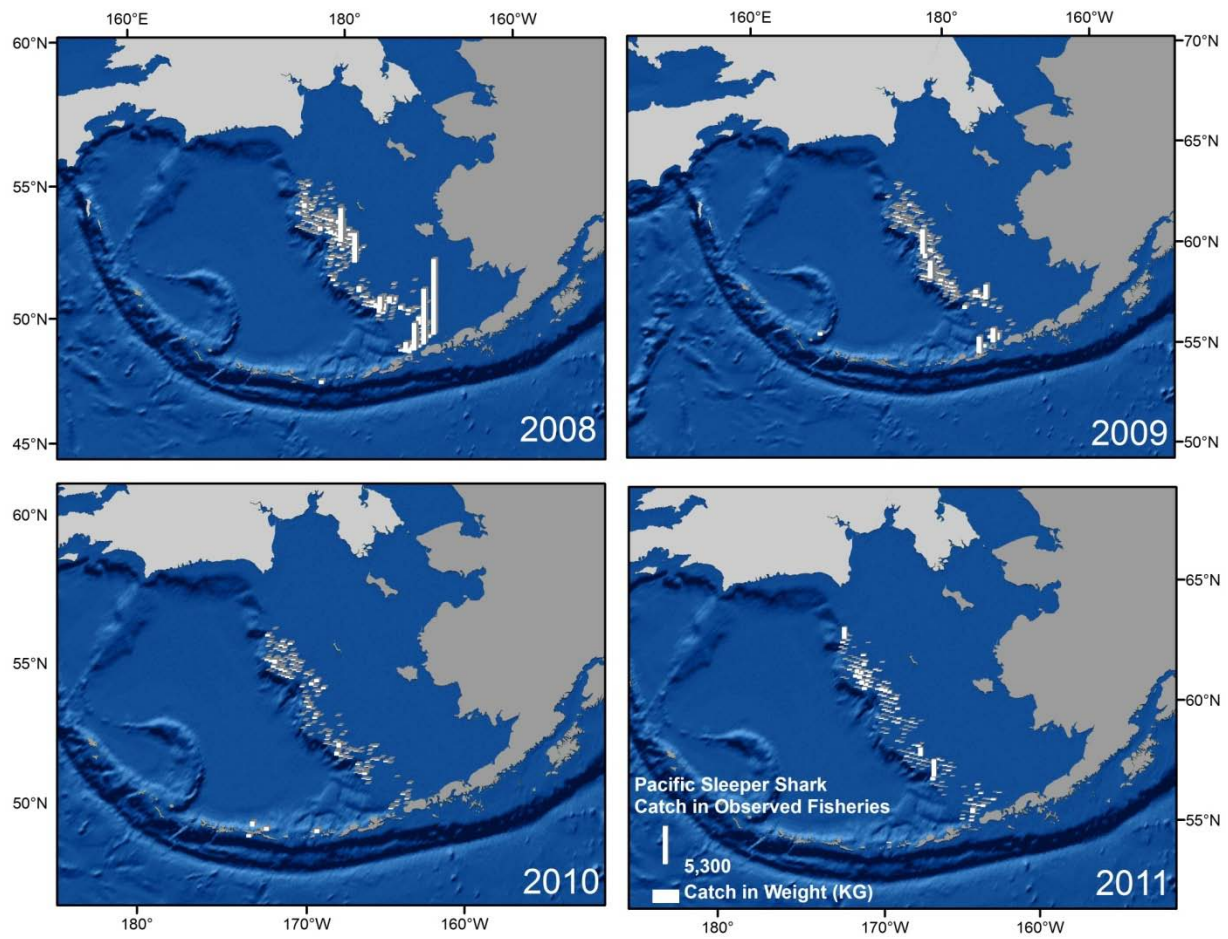 160°E 180° 160°W 160°E 180° 160°W
60°N
55°N
50°N
45°N
2008
70°N
65°N
60°N
55°N
50°N
2009
60°N
55°N
50°N
2010
180° 170°W 160°W
65°N
60°N
55°N
Pacific Sleeper Shark
Catch in Observed Fisheries
5,300
Catch in Weight (KG)
2011
180° 170°W 160°W